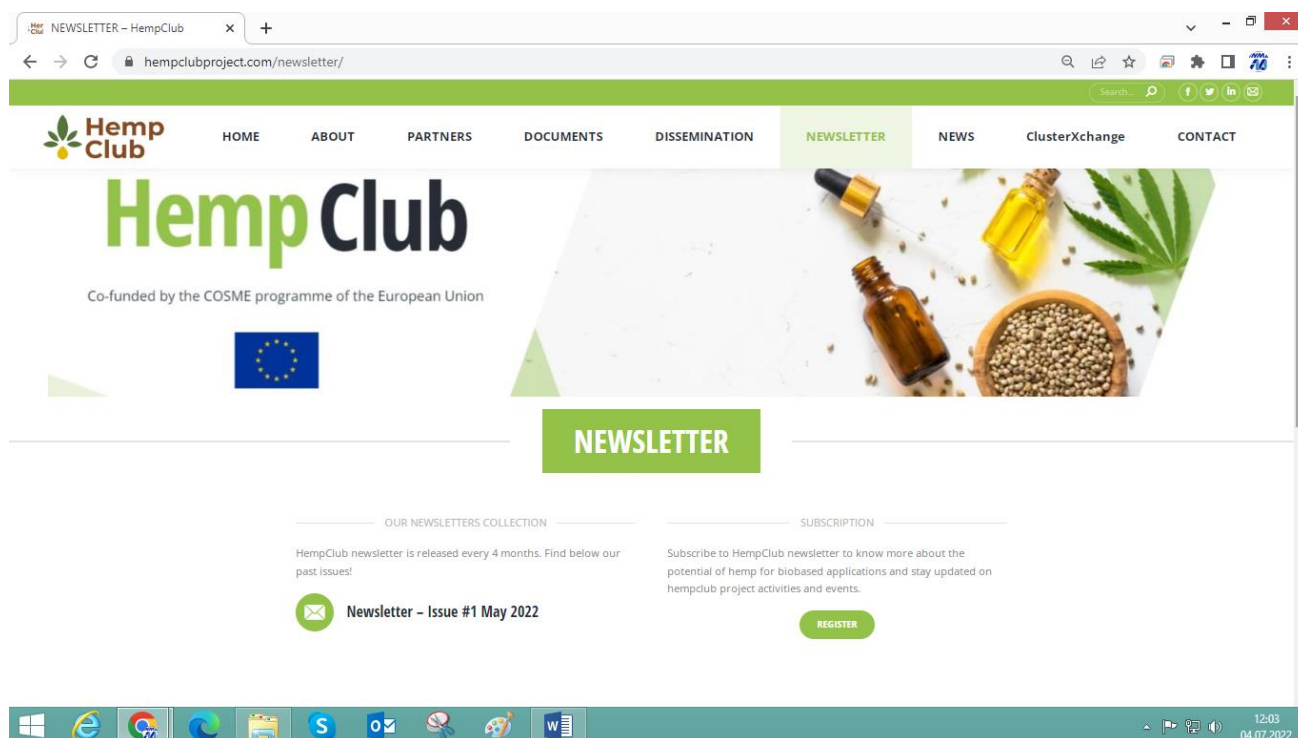 NEWSLETTER – HempClub
hempclubproject.com/newsletter/
Search...
Hemp
Club
HOME ABOUT PARTNERS DOCUMENTS DISSEMINATION NEWSLETTER NEWS ClusterXchange CONTACT
Hemp Club
Co-funded by the COSME programme of the European Union
NEWSLETTER
OUR NEWSLETTERS COLLECTION
HempClub newsletter is released every 4 months. Find below our
past issues!
Newsletter – Issue #1 May 2022
SUBSCRIPTION
Subscribe to HempClub newsletter to know more about the
potential of hemp for biobased applications and stay updated on
hempclub project activities and events.
REGISTER
12:03
04.07.2022